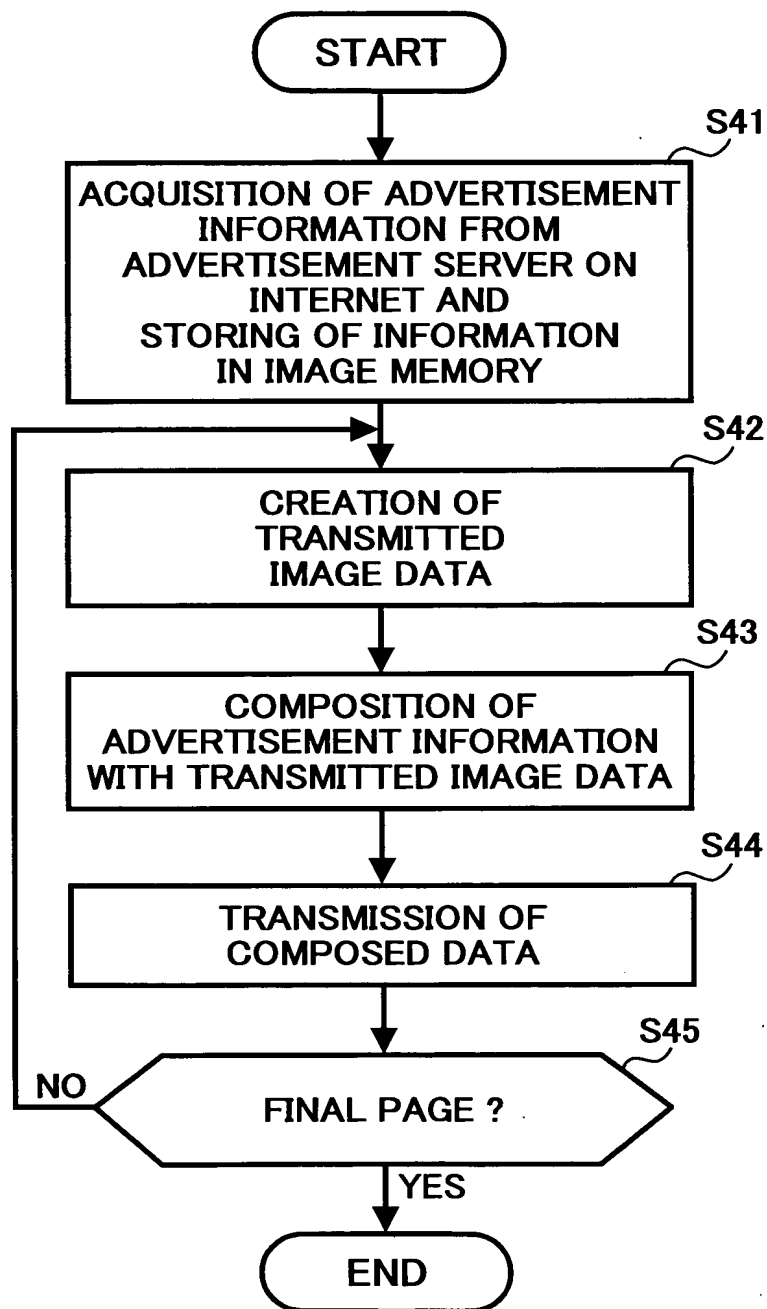 START
S41
ACQUISITION OF ADVERTISEMENT
INFORMATION FROM
ADVERTISEMENT SERVER ON
INTERNET AND
STORING OF INFORMATION
IN IMAGE MEMORY
S42
CREATION OF
TRANSMITTED
IMAGE DATA
S43
COMPOSITION OF
ADVERTISEMENT INFORMATION
WITH TRANSMITTED IMAGE DATA
S44
TRANSMISSION OF
COMPOSED DATA
S45
NO
FINAL PAGE ?
YES
END